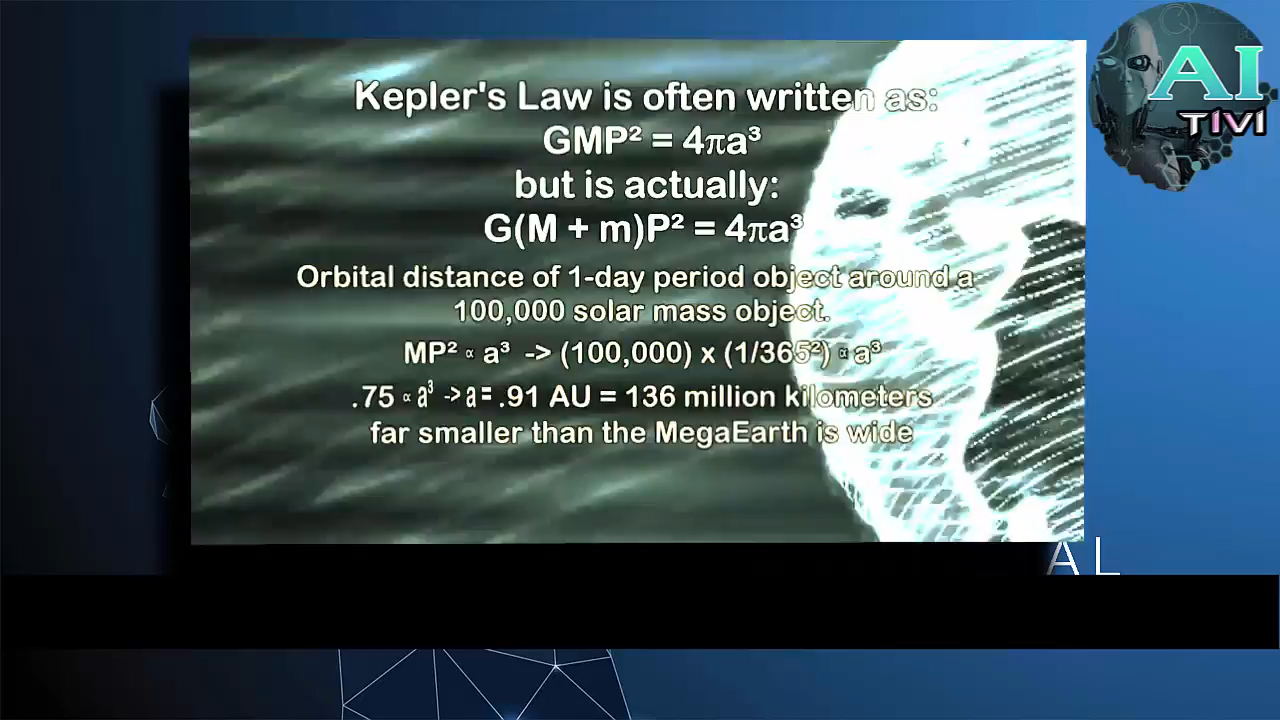 Kepler's Law is often written as:
GMP² = 4πa³
but is actually:
G(M + m)P² = 4πa³
Orbital distance of 1-day period object around a
100,000 solar mass object.
MP² ∝ a³ -> (100,000) x (1/365²) ∝ a³
.75 ∝ a³ -> a = .91 AU = 136 million kilometers
far smaller than the MegaEarth is wide
AI
TIVI
AL